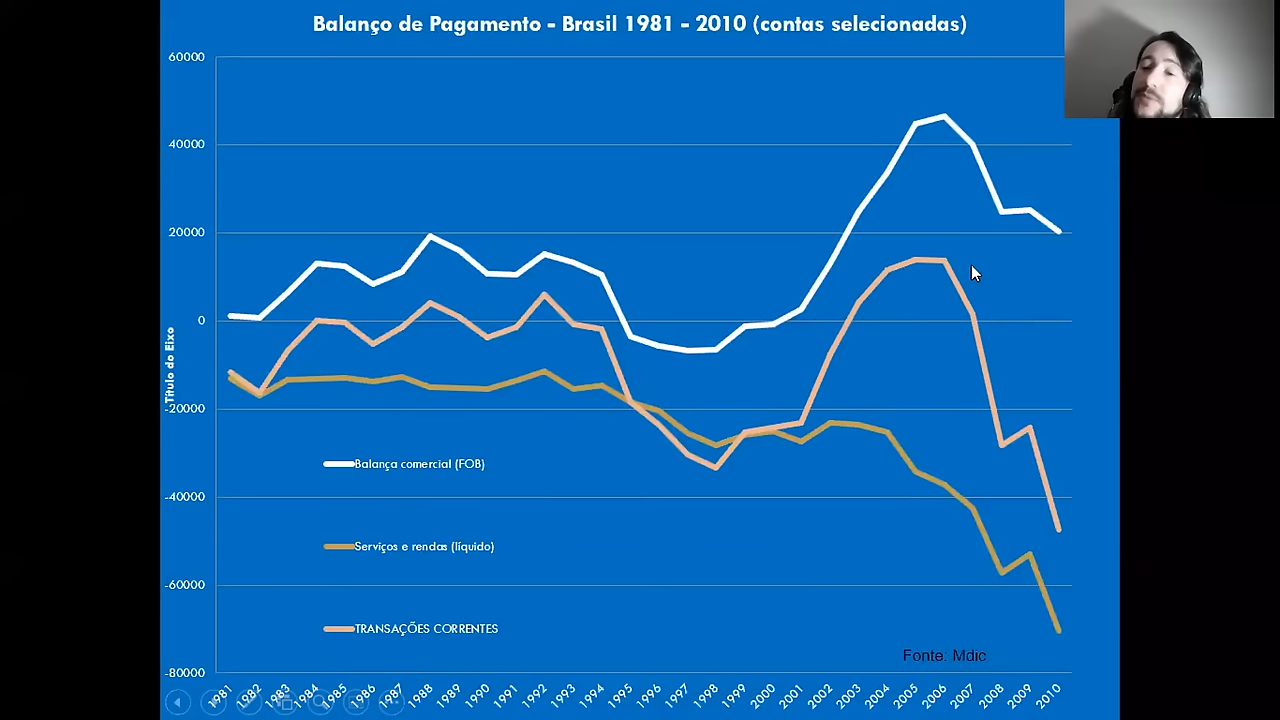 Balanço de Pagamento - Brasil 1981 - 2010 (contas selecionadas)
60000
40000
20000
0
-20000
-40000
-60000
-80000
Título do Eixo
Balança comercial (FOB)
Serviços e rendas (líquido)
TRANSAÇÕES CORRENTES
Fonte: Mdic
1981 1982 1983 1984 1985 1986 1987 1988 1989 1990 1991 1992 1993 1994 1995 1996 1997 1998 1999 2000 2001 2002 2003 2004 2005 2006 2007 2008 2009 2010